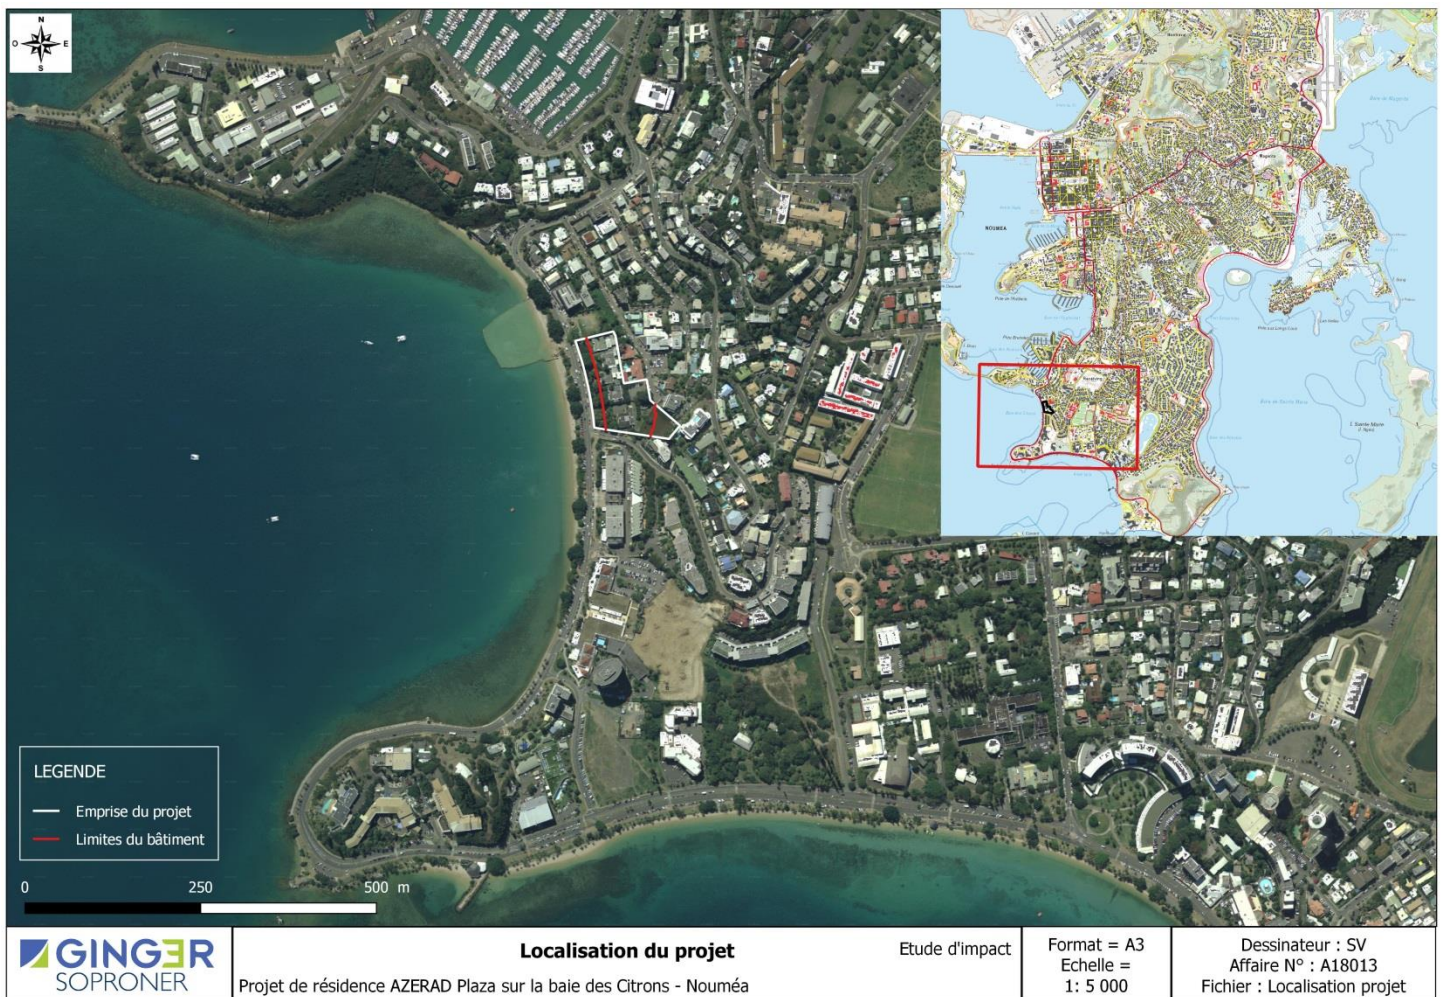 N
O E
S
NOUMEA
LEGENDE
Emprise du projet
Limites du bâtiment
0 250 500 m
GINGER
SOPRONER
Localisation du projet
Etude d'impact
Projet de résidence AZERAD Plaza sur la baie des Citrons - Nouméa
Format = A3
Echelle =
1: 5 000
Dessinateur : SV
Affaire N° : A18013
Fichier : Localisation projet